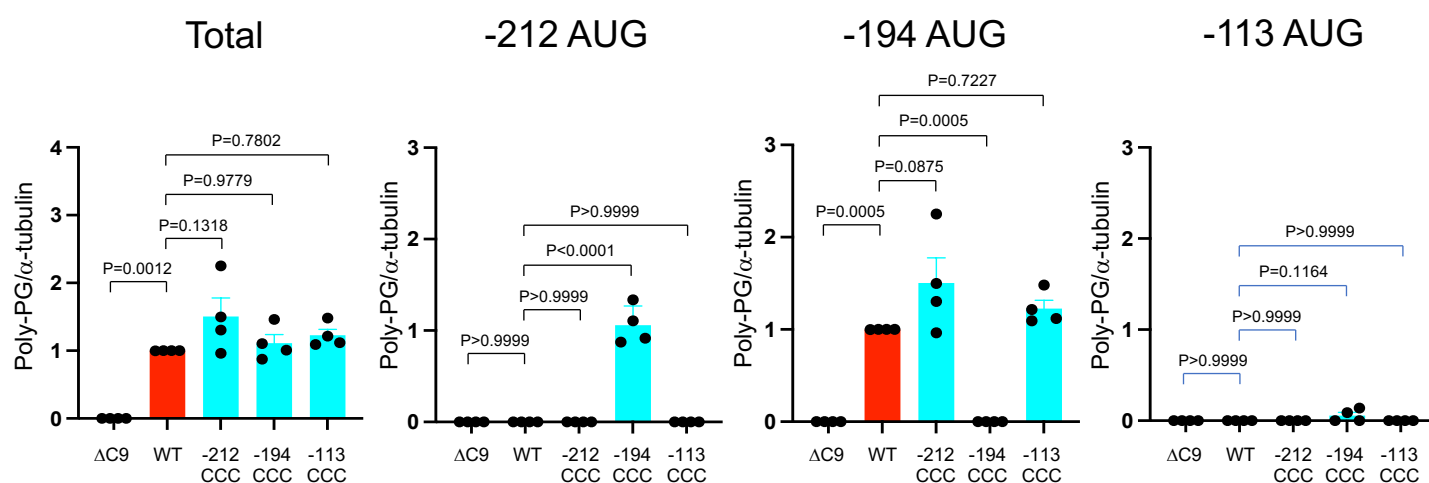 Total
P=0.7802
P=0.9779
P=0.1318
P=0.0012
Poly-PG/α-tubulin
4
3
2
1
0
ΔC9
WT
-212
CCC
-194
CCC
-113
CCC
-212 AUG
P>0.9999
P<0.0001
P>0.9999
P>0.9999
Poly-PG/α-tubulin
3
2
1
0
ΔC9
WT
-212
CCC
-194
CCC
-113
CCC
-194 AUG
P=0.7227
P=0.0005
P=0.0875
P=0.0005
Poly-PG/α-tubulin
3
2
1
0
ΔC9
WT
-212
CCC
-194
CCC
-113
CCC
-113 AUG
P>0.9999
P=0.1164
P>0.9999
P>0.9999
Poly-PG/α-tubulin
3
2
1
0
ΔC9
WT
-212
CCC
-194
CCC
-113
CCC